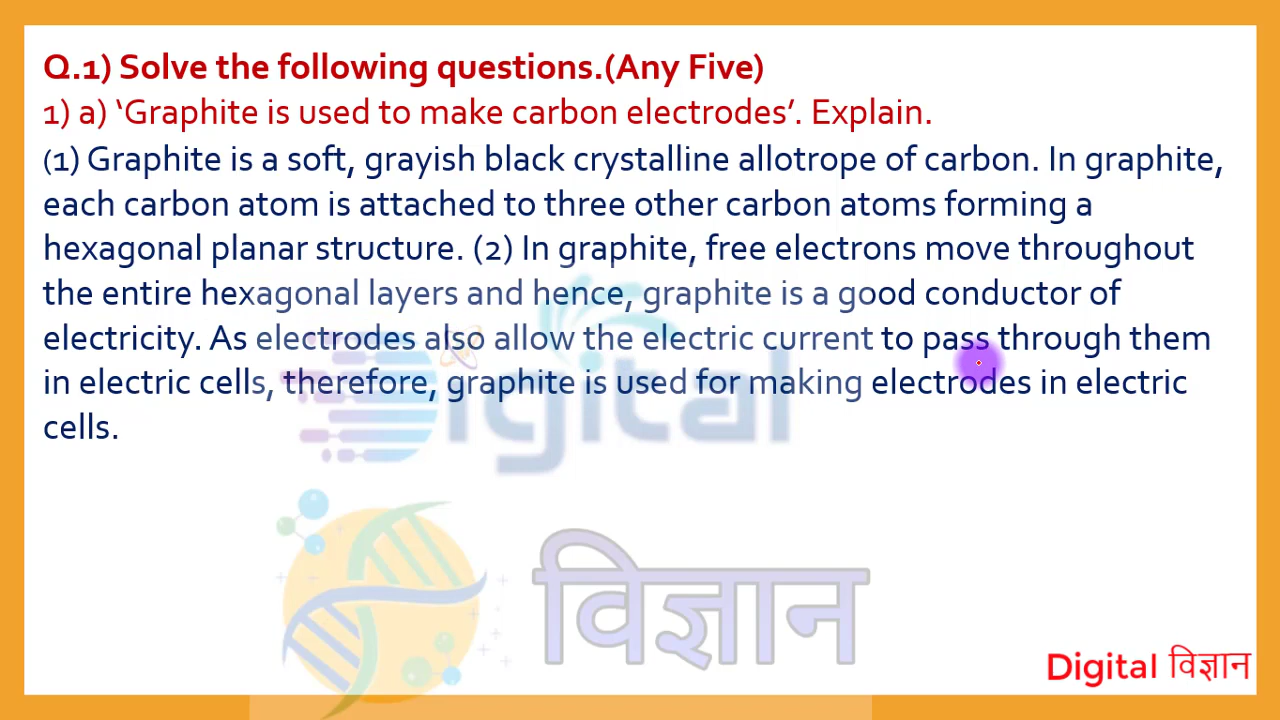 Q.1) Solve the following questions.(Any Five)
1) a) ‘Graphite is used to make carbon electrodes’. Explain.
(1) Graphite is a soft, grayish black crystalline allotrope of carbon. In graphite,
each carbon atom is attached to three other carbon atoms forming a
hexagonal planar structure. (2) In graphite, free electrons move throughout
the entire hexagonal layers and hence, graphite is a good conductor of
electricity. As electrodes also allow the electric current to pass through them
in electric cells, therefore, graphite is used for making electrodes in electric
cells.
Digital
विज्ञान
Digital विज्ञान